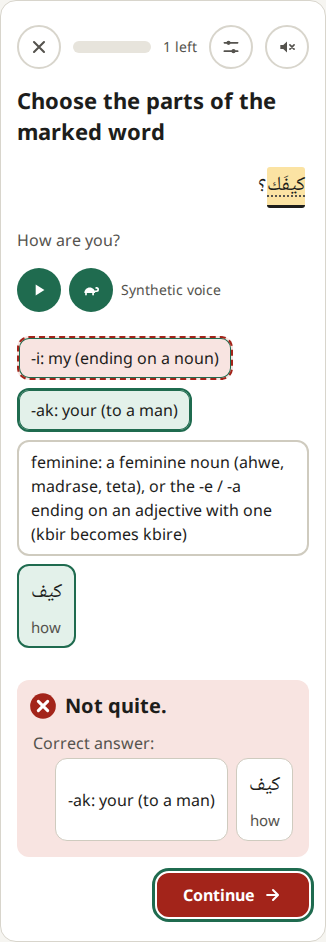 1 left
Choose the parts of the
marked word
كيفَك؟
How are you?
Synthetic voice
-i: my (ending on a noun)
-ak: your (to a man)
feminine: a feminine noun (ahwe,
madrase, teta), or the -e / -a
ending on an adjective with one
(kbir becomes kbire)
كيف
how
Not quite.
Correct answer:
كيف
how
-ak: your (to a man)
Continue